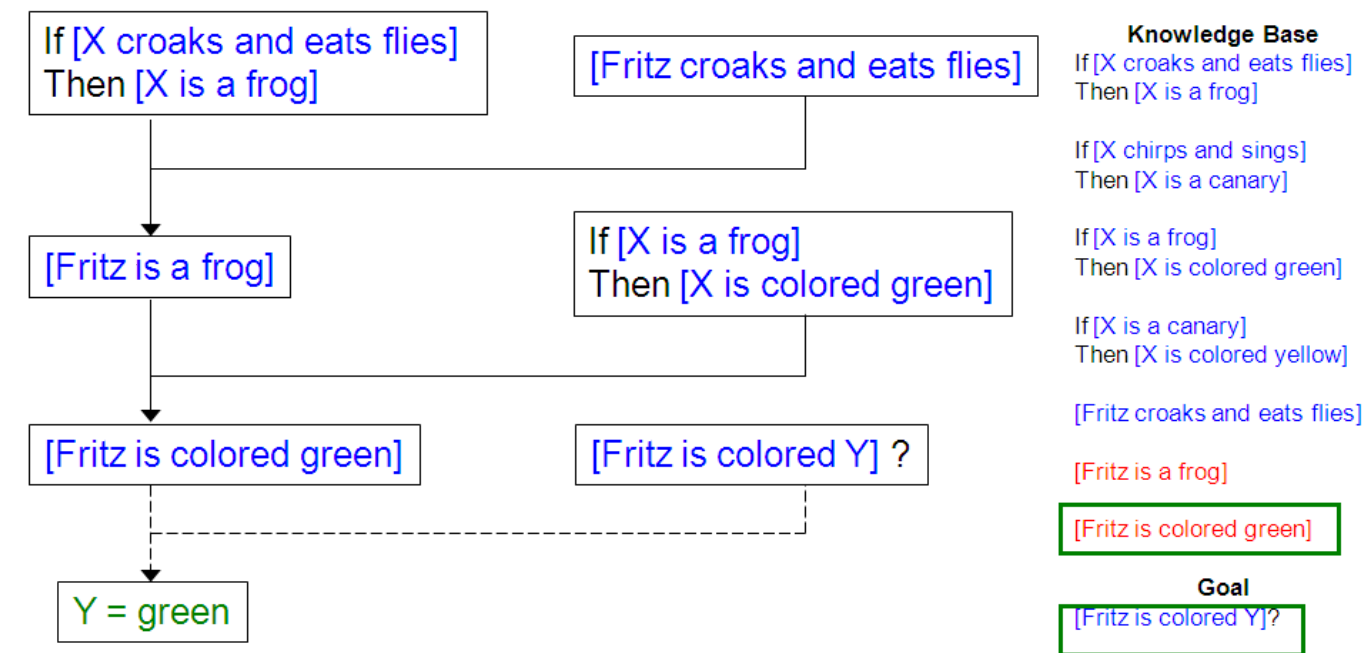 If [X croaks and eats flies]
Then [X is a frog]
[Fritz croaks and eats flies]
[Fritz is a frog]
If [X is a frog]
Then [X is colored green]
[Fritz is colored green]
[Fritz is colored Y] ?
Y = green
Knowledge Base
If [X croaks and eats flies]
Then [X is a frog]
If [X chirps and sings]
Then [X is a canary]
If [X is a frog]
Then [X is colored green]
If [X is a canary]
Then [X is colored yellow]
[Fritz croaks and eats flies]
[Fritz is a frog]
[Fritz is colored green]
Goal
[Fritz is colored Y]?